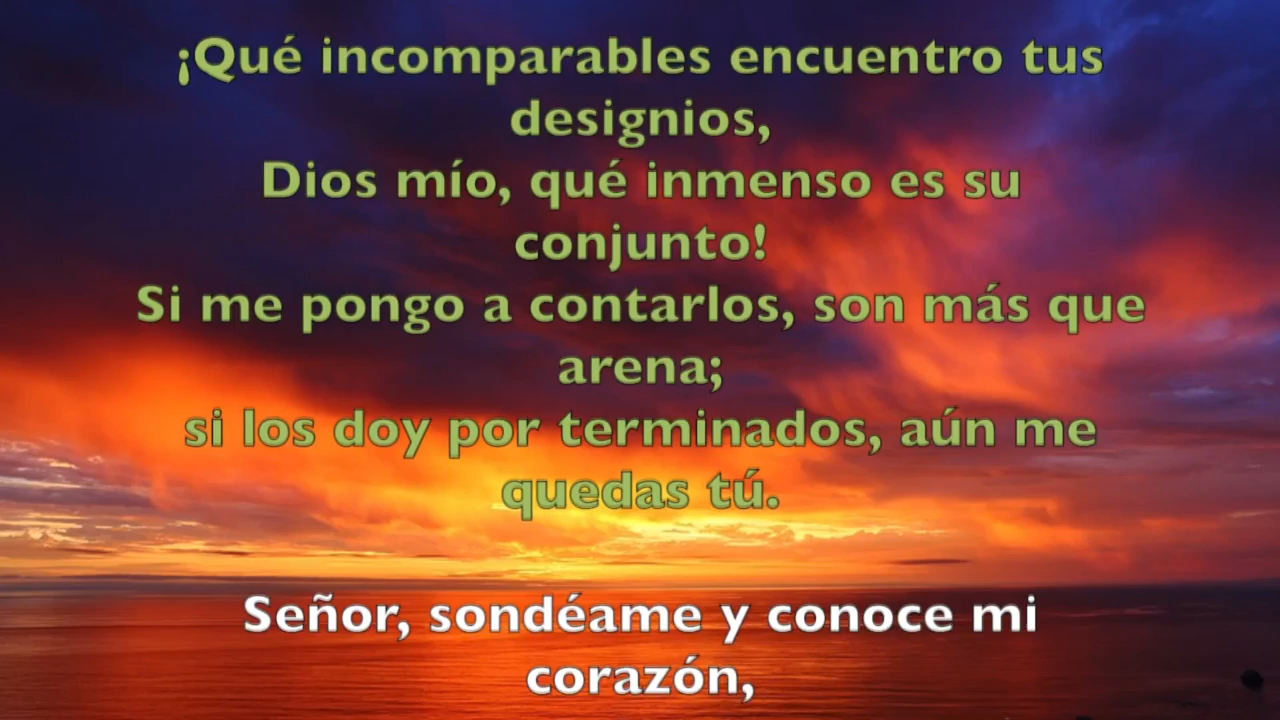 ¡Qué incomparables encuentro tus
designios,
Dios mío, qué inmenso es su
conjunto!
Si me pongo a contarlos, son más que
arena;
si los doy por terminados, aún me
quedas tú.
Señor, sondéame y conoce mi
corazón,